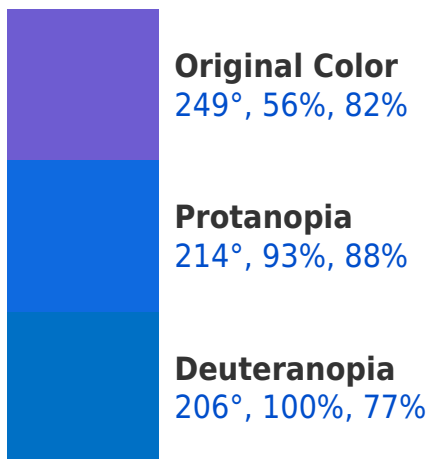 Original Color
249°, 56%, 82%
Protanopia
214°, 93%, 88%
Deuteranopia
206°, 100%, 77%